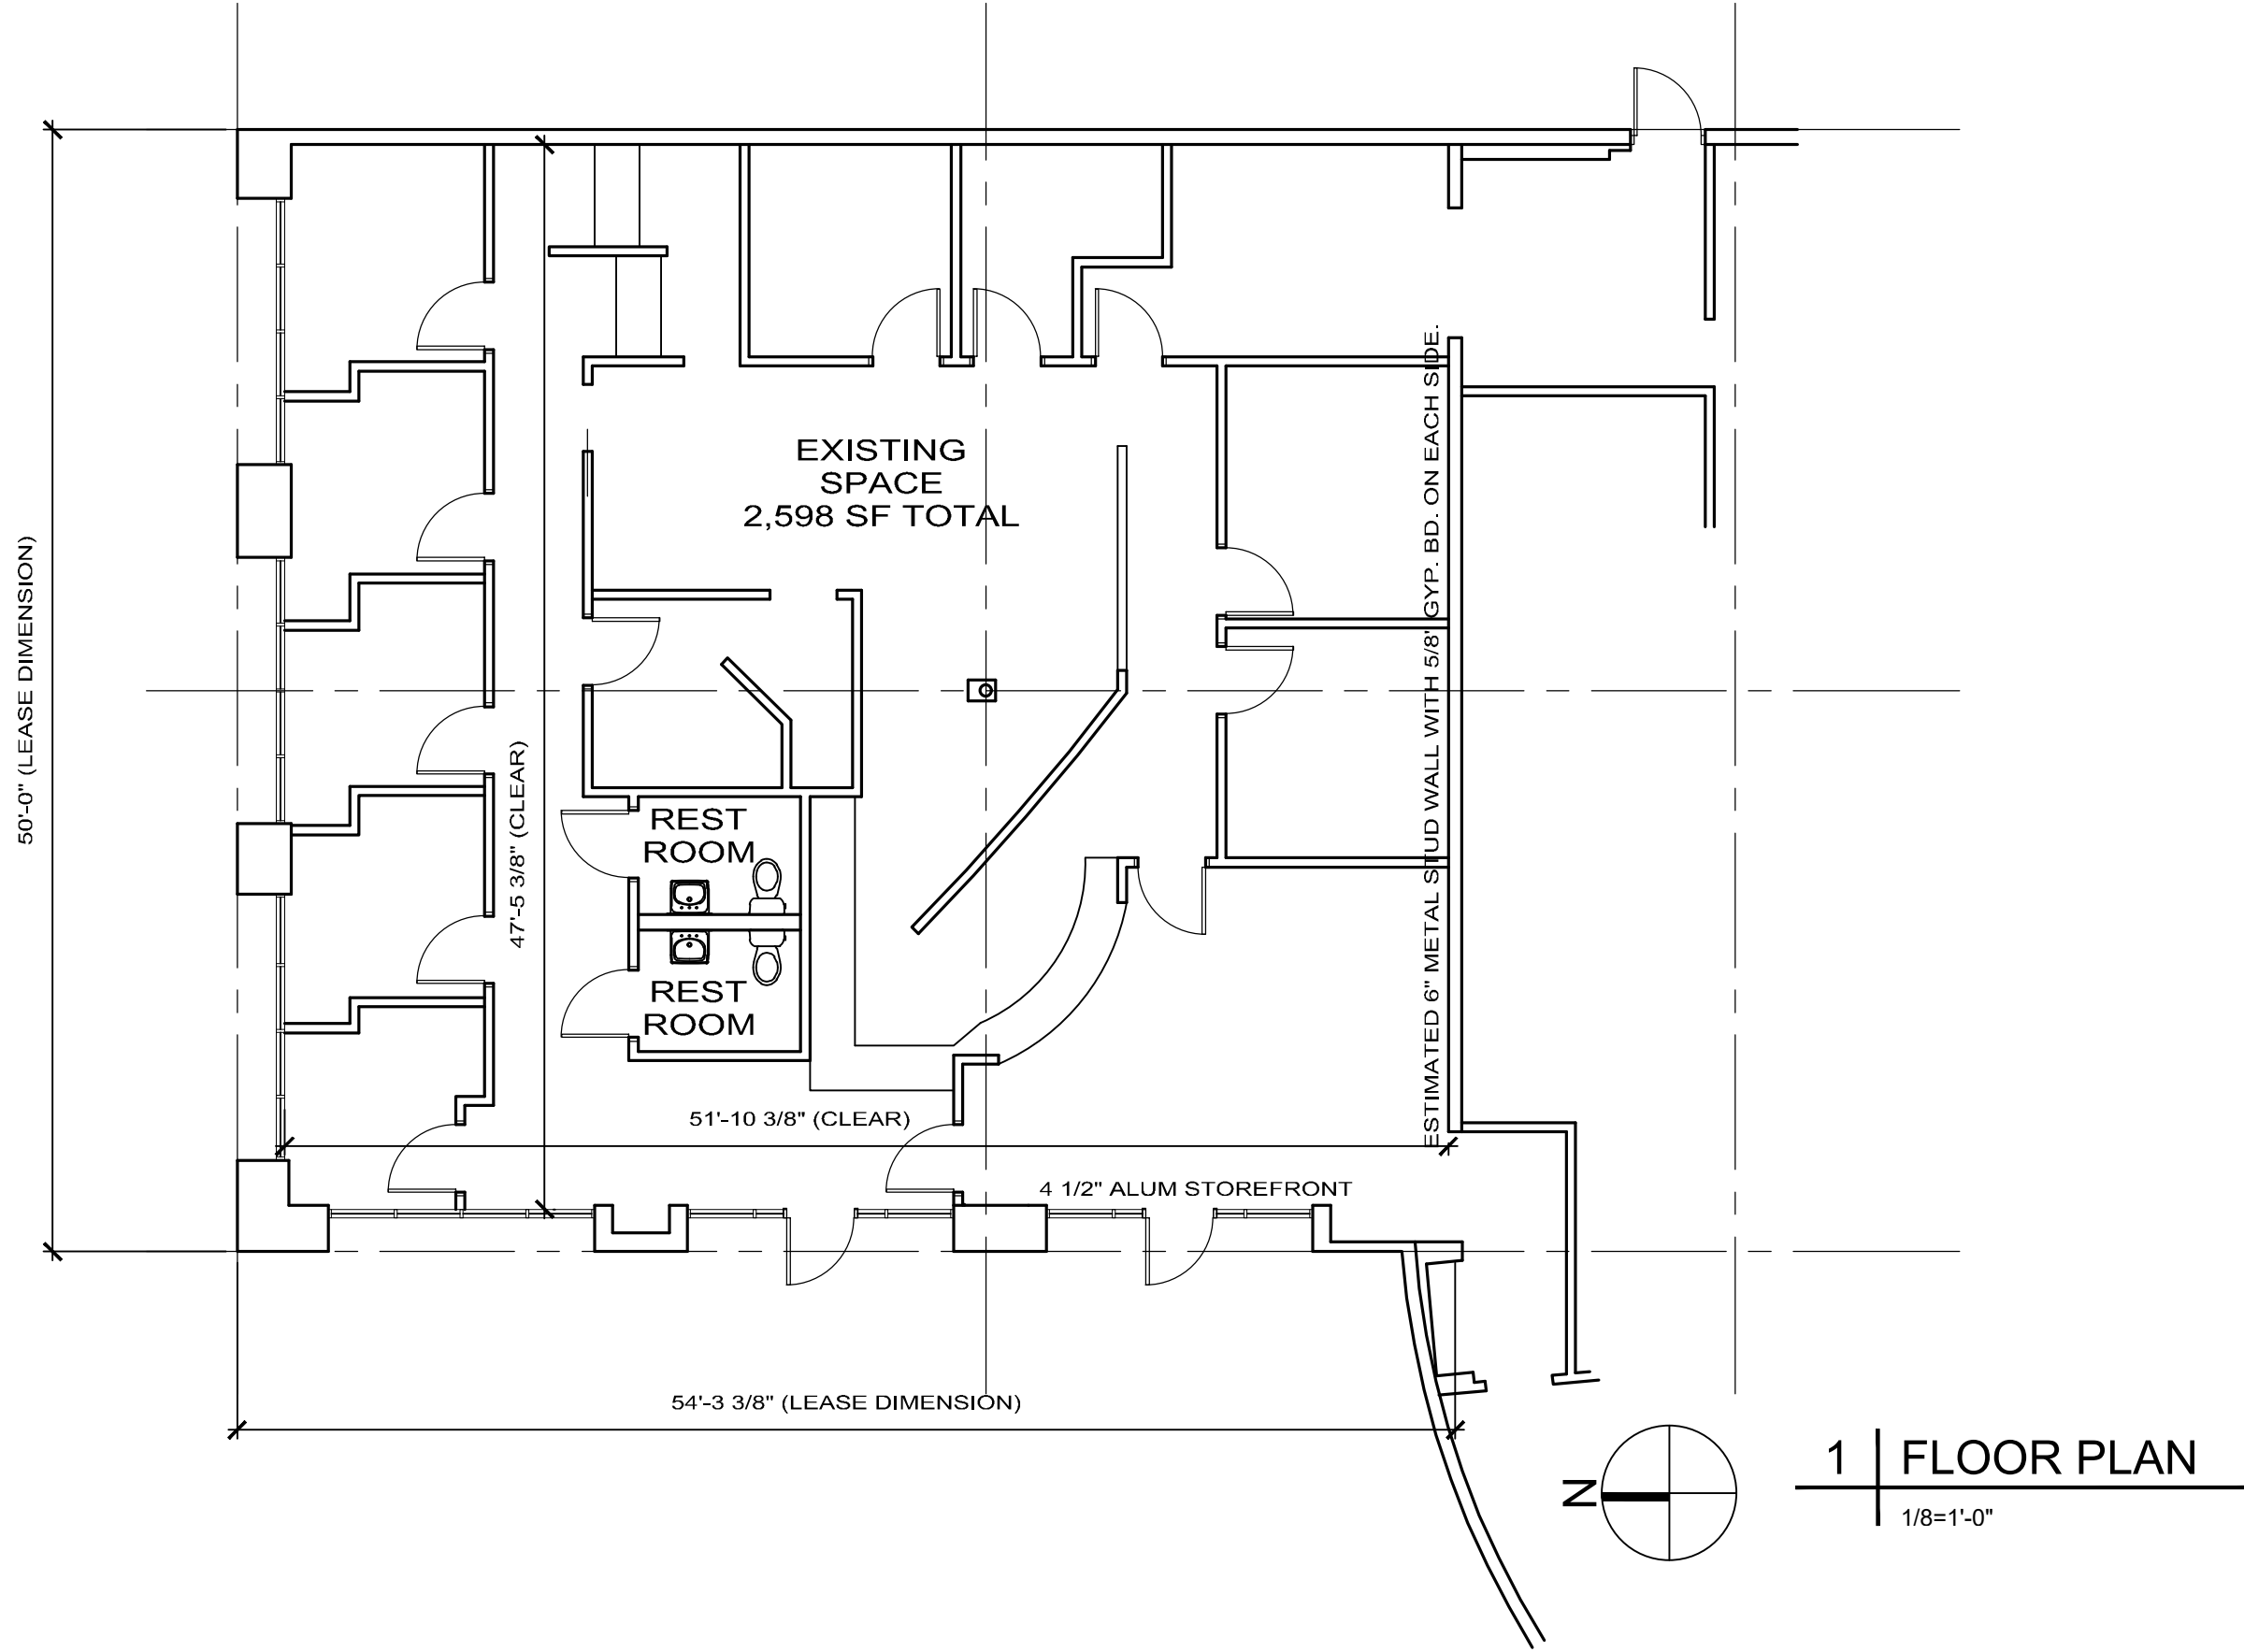 EXISTING
SPACE
2,598 SF TOTAL
50'-0" (LEASE DIMENSION)
47'-5 3/8" (CLEAR)
ESTIMATED 6" METAL STUD WALL WITH 5/8" GYP. BD. ON EACH SIDE.
REST
ROOM
REST
ROOM
51'-10 3/8" (CLEAR)
4 1/2" ALUM STOREFRONT
54'-3 3/8" (LEASE DIMENSION)
N
1 FLOOR PLAN
1/8=1'-0"